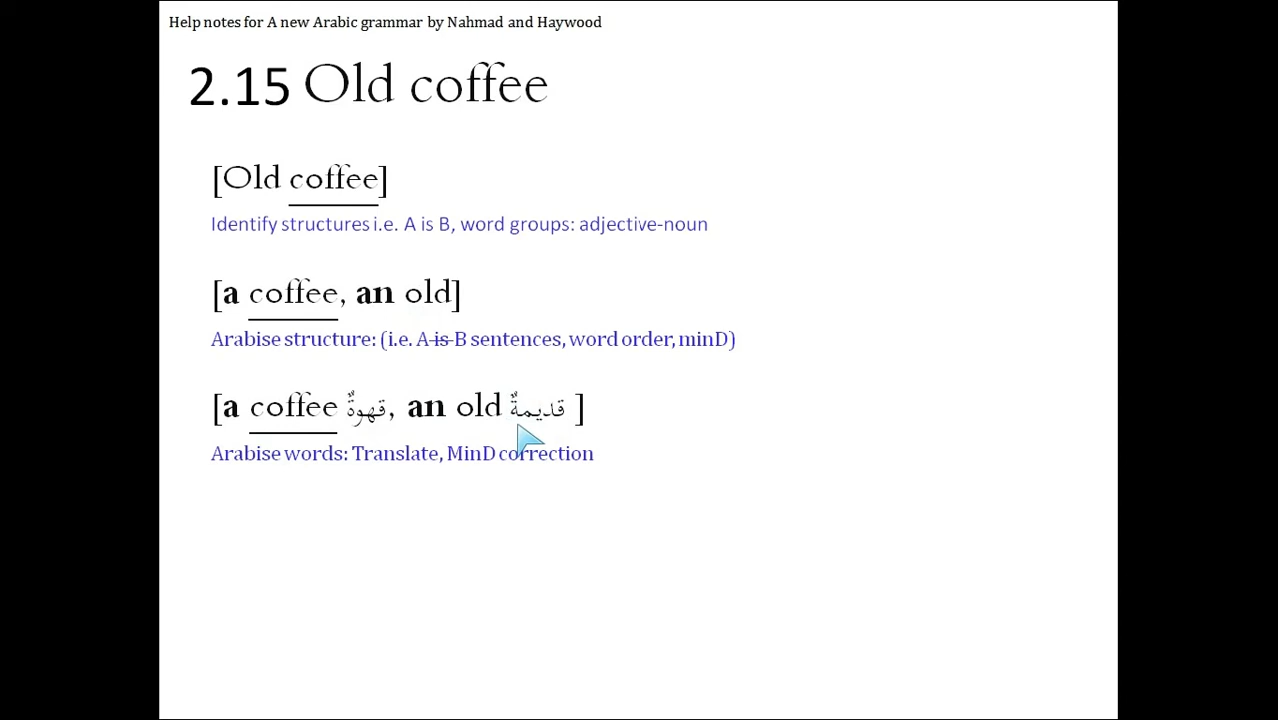 Help notes for A new Arabic grammar by Nahmad and Haywood
2.15 Old coffee
[Old coffee]
Identify structures i.e. A is B, word groups: adjective-noun
[a coffee, an old]
Arabise structure: (i.e. A is B sentences, word order, minD)
[a coffee قهوةٌ, an old قديمةٌ ]
Arabise words: Translate, MinD correction